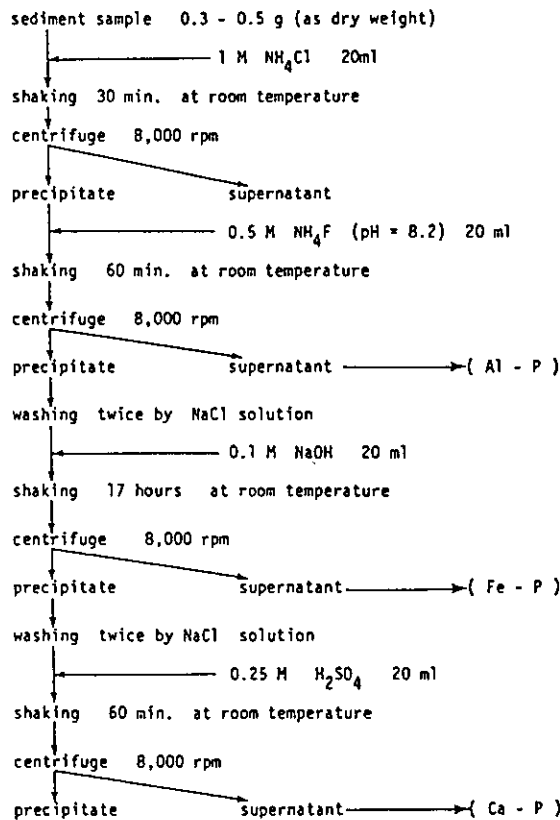 sediment sample 0.3 - 0.5 g (as dry weight)
1 M NH₄Cl 20ml
shaking 30 min. at room temperature
centrifuge 8,000 rpm
precipitate supernatant
0.5 M NH₄F (pH = 8.2) 20 ml
shaking 60 min. at room temperature
centrifuge 8,000 rpm
precipitate supernatant ( Al - P )
washing twice by NaCl solution
0.1 M NaOH 20 ml
shaking 17 hours at room temperature
centrifuge 8,000 rpm
precipitate supernatant ( Fe - P )
washing twice by NaCl solution
0.25 M H₂SO₄ 20 ml
shaking 60 min. at room temperature
centrifuge 8,000 rpm
precipitate supernatant ( Ca - P )